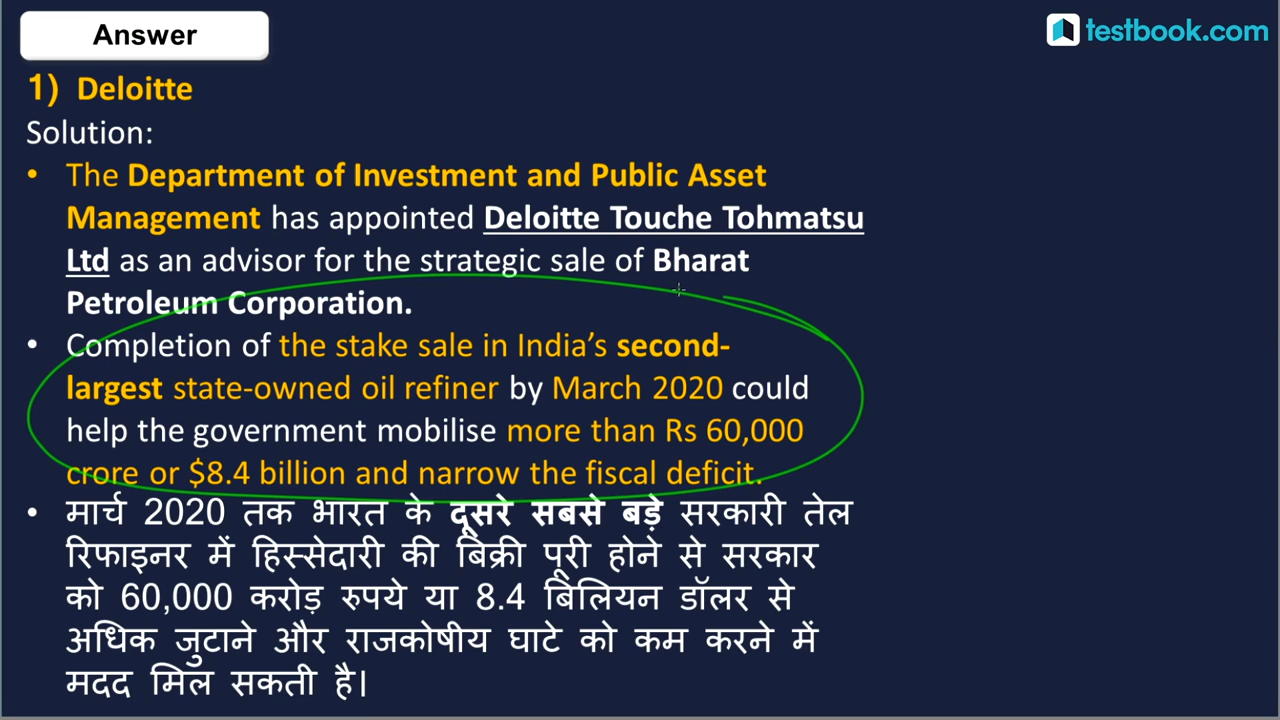 Answer
testbook.com
1) Deloitte
Solution:
• The Department of Investment and Public Asset
Management has appointed Deloitte Touche Tohmatsu
Ltd as an advisor for the strategic sale of Bharat
Petroleum Corporation.
• Completion of the stake sale in India’s second-
largest state-owned oil refiner by March 2020 could
help the government mobilise more than Rs 60,000
crore or $8.4 billion and narrow the fiscal deficit.
• मार्च 2020 तक भारत के दूसरे सबसे बड़े सरकारी तेल
रिफाइनर में हिस्सेदारी की बिक्री पूरी होने से सरकार
को 60,000 करोड़ रुपये या 8.4 बिलियन डॉलर से
अधिक जुटाने और राजकोषीय घाटे को कम करने में
मदद मिल सकती है।